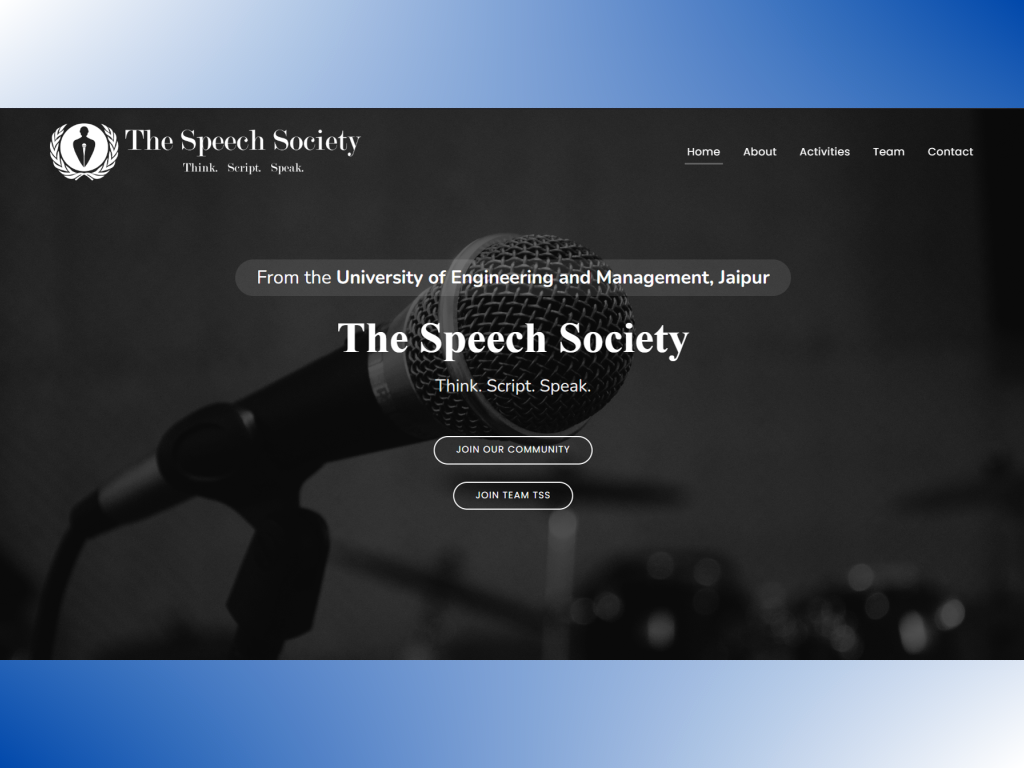 The Speech Society
Think. Script. Speak.
Home About Activities Team Contact
From the University of Engineering and Management, Jaipur
The Speech Society
Think. Script. Speak.
JOIN OUR COMMUNITY
JOIN TEAM TSS